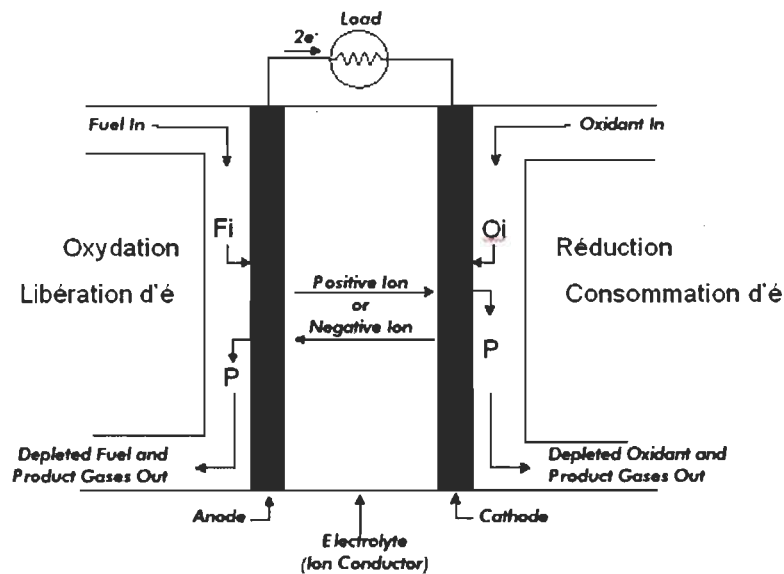 Load
2e-
Fuel In
Oxidant In
Fi
Oi
Oxydation
Libération d'é
Réduction
Consommation d'é
Positive Ion
or
Negative Ion
P
P
Depleted Fuel and
Product Gases Out
Depleted Oxidant and
Product Gases Out
Anode
Cathode
Electrolyte
(Ion Conductor)